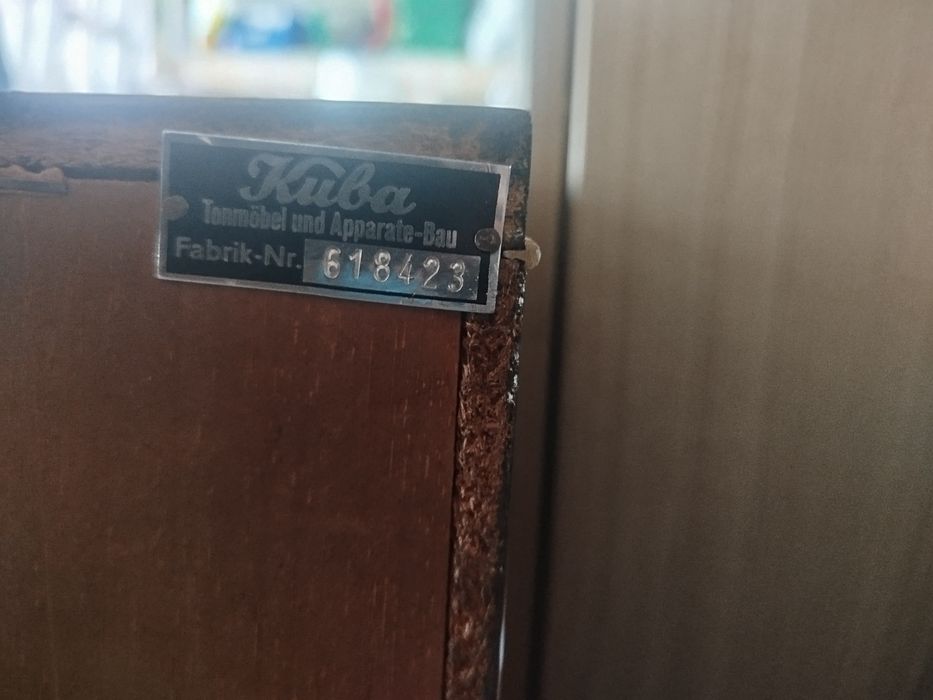 Kuba
Tonmöbel und Apparate-Bau
Fabrik-Nr. 618423